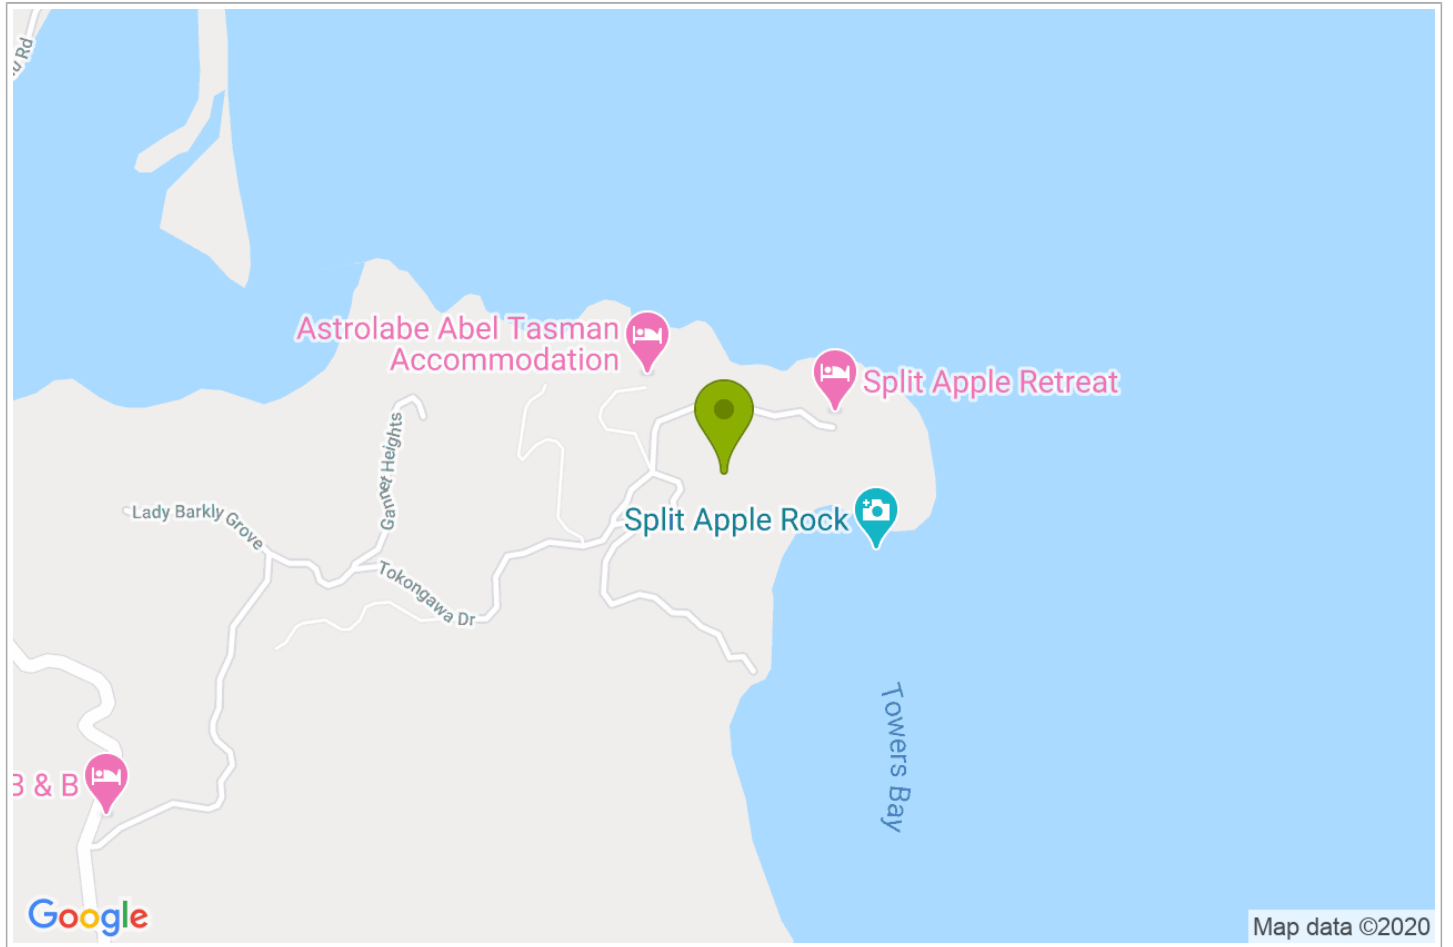 Rd
Astrolabe Abel Tasman
Accommodation
Split Apple Retreat
Gannet Heights
Lady Barkly Grove
Split Apple Rock
Tokongawa Dr
Towers Bay
B & B
Google
Map data ©2020